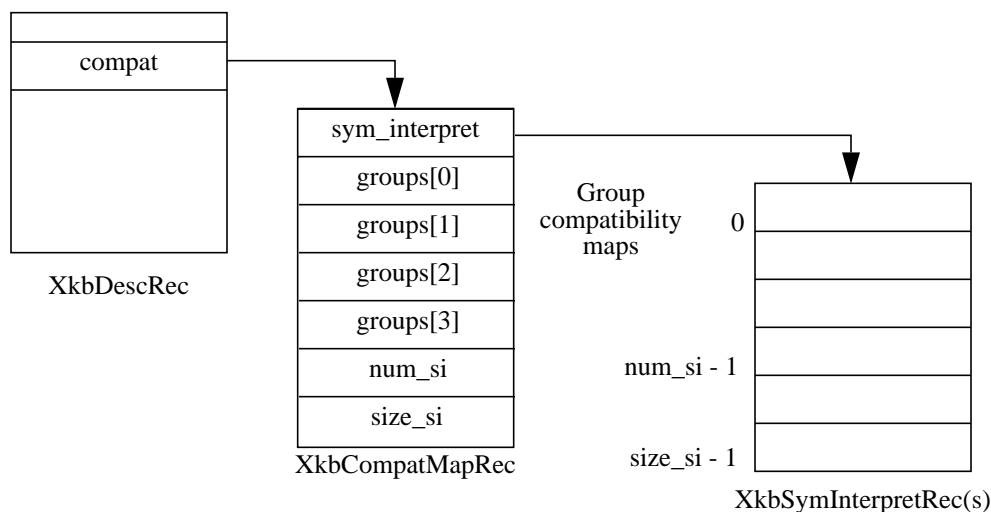 compat
XkbDescRec
sym_interpret
groups[0]
groups[1]
groups[2]
groups[3]
num_si
size_si
XkbCompatMapRec
Group
compatibility
maps
0
num_si - 1
size_si - 1
XkbSymInterpretRec(s)